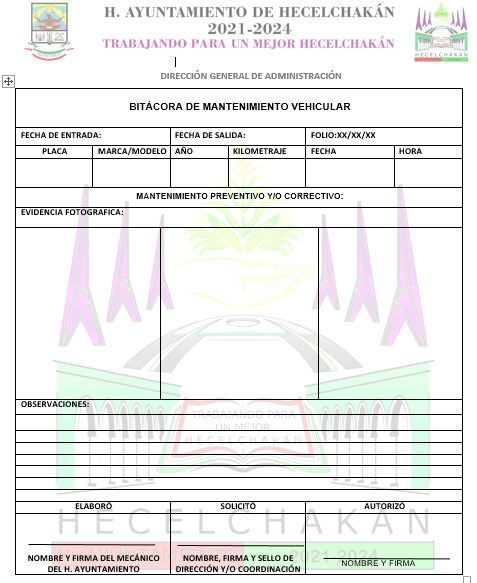 H. AYUNTAMIENTO DE HECELCHAKÁN
2021-2024
TRABAJANDO PARA UN MEJOR HECELCHAKÁN
HECELCHAKAN
DIRECCIÓN GENERAL DE ADMINISTRACIÓN
BITÁCORA DE MANTENIMIENTO VEHICULAR
FECHA DE ENTRADA: FECHA DE SALIDA: FOLIO:XX/XX/XX
PLACA MARCA/MODELO AÑO KILOMETRAJE FECHA HORA
MANTENIMIENTO PREVENTIVO Y/O CORRECTIVO:
EVIDENCIA FOTOGRAFICA:
OBSERVACIONES:
TRABAJANDO PARA
UN MEJOR
HECELCHAKAN
ELABORÓ SOLICITÓ AUTORIZÓ
HECELCHAKÁN
H. AYUNTAMIENTO 2021-2024
NOMBRE Y FIRMA DEL MECÁNICO NOMBRE, FIRMA Y SELLO DE NOMBRE Y FIRMA
DEL H. AYUNTAMIENTO DIRECCIÓN Y/O COORDINACIÓN